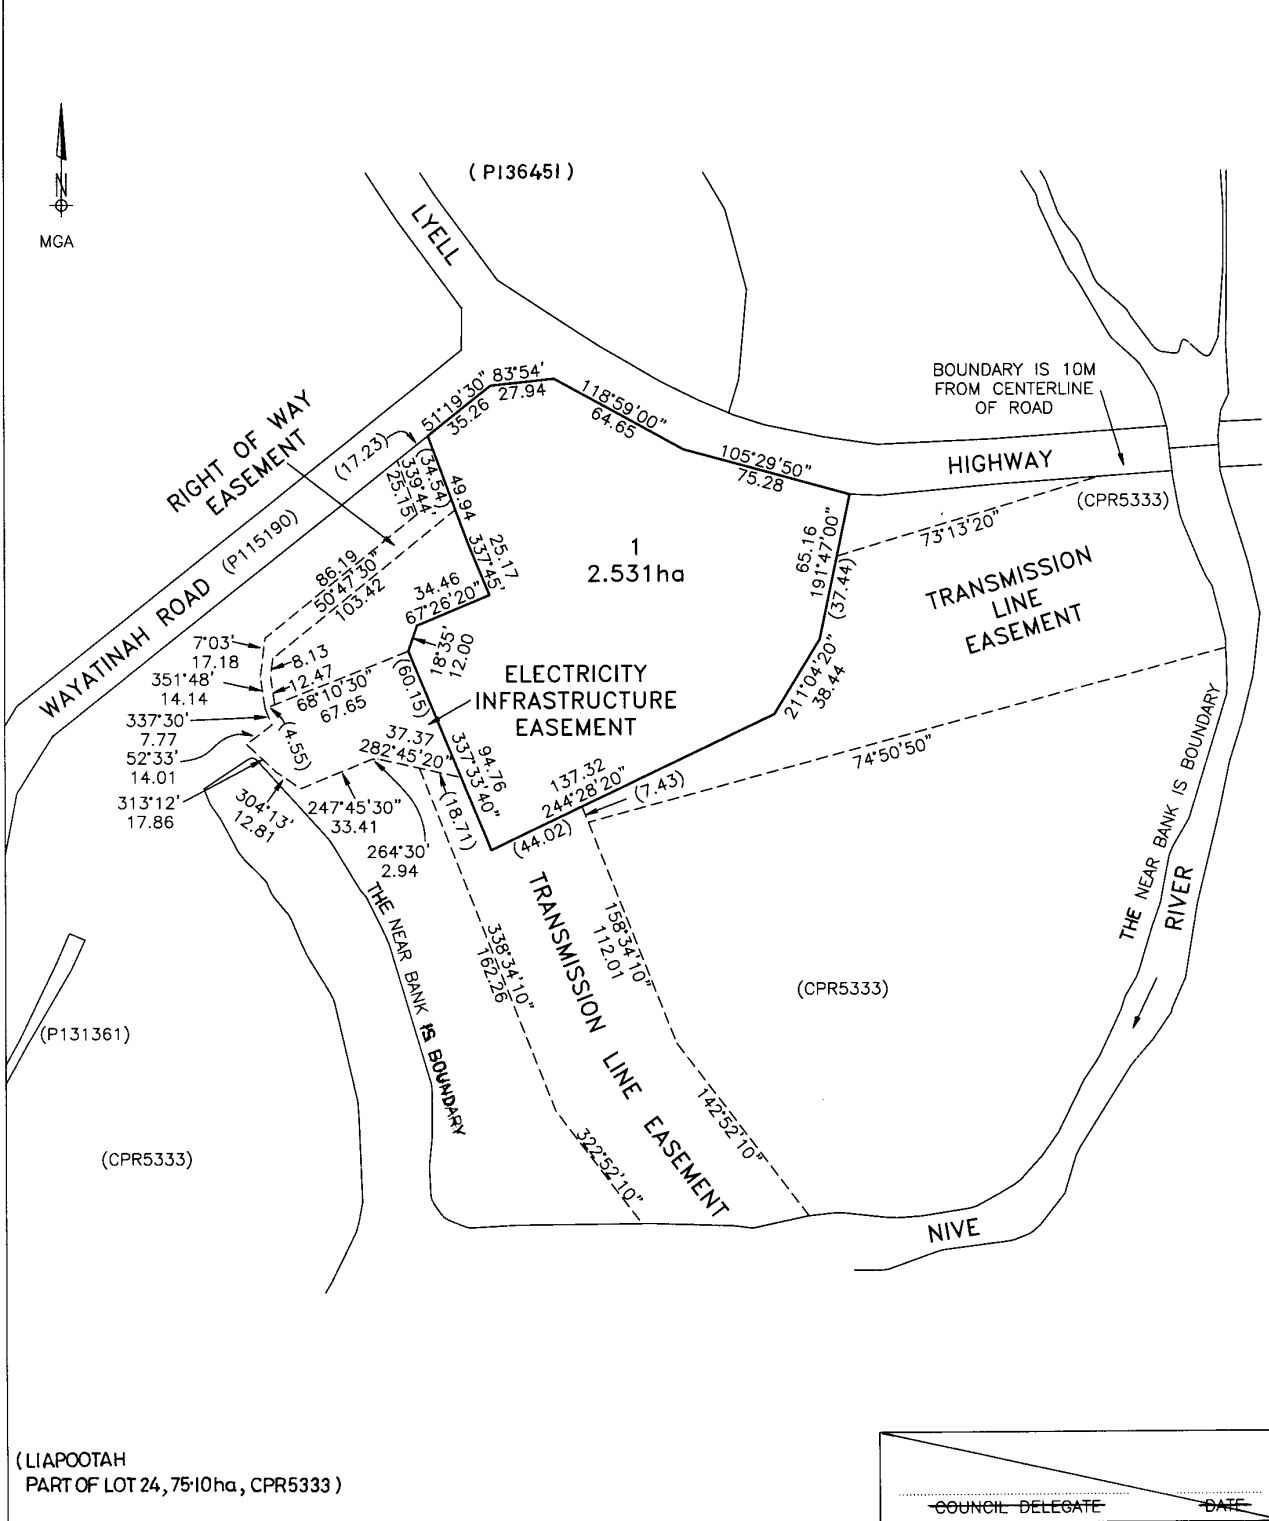 (P136451)
N
MGA
LYELL
BOUNDARY IS 10M
FROM CENTERLINE
OF ROAD
HIGHWAY
(CPR5333)
RIGHT OF WAY
EASEMENT
(17.23)
51°19'30"
35.26
83°54'
27.94
118°59'00"
64.65
105°29'50"
75.28
(34.54)
339°44'
25.15
49.94
25.17
337°45'
1
2.531ha
65.16
191°47'00"
(37.44)
73°13'20"
TRANSMISSION
LINE
EASEMENT
WAYATINAH ROAD (P115190)
86.19
50°47'30"
103.42
34.46
67°26'20"
18°35'
12.00
7°03'
17.18
8.13
12.47
351°48'
14.14
68°10'30"
67.65
(60.15)
337°30'
7.77
(4.55)
52°33'
14.01
313°12'
17.86
304°13'
12.81
247°45'30"
33.41
264°30'
2.94
37.37
282°45'20"
(18.71)
94.76
337°33'40"
ELECTRICITY
INFRASTRUCTURE
EASEMENT
211°04'20"
38.44
137.32
244°28'20"
(7.43)
(44.02)
74°50'50"
THE NEAR BANK IS BOUNDARY
RIVER
THE NEAR BANK IS BOUNDARY
338°34'10"
162.26
TRANSMISSION LINE EASEMENT
158°34'10"
112.01
(CPR5333)
142°52'10"
322°52'10"
(P131361)
(CPR5333)
NIVE
(LIAPOOTAH
PART OF LOT 24, 75·10ha, CPR5333)
COUNCIL DELEGATE
DATE